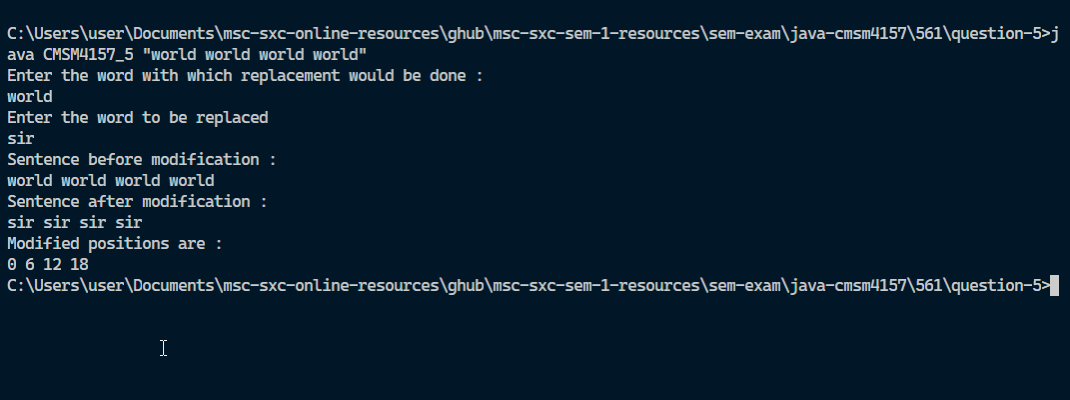 C:\Users\user\Documents\msc-sxc-online-resources\ghub\msc-sxc-sem-1-resources\sem-exam\java-cmsm4157\561\question-5>j
ava CMSM4157_5 "world world world world"
Enter the word with which replacement would be done :
world
Enter the word to be replaced
sir
Sentence before modification :
world world world world
Sentence after modification :
sir sir sir sir
Modified positions are :
0 6 12 18
C:\Users\user\Documents\msc-sxc-online-resources\ghub\msc-sxc-sem-1-resources\sem-exam\java-cmsm4157\561\question-5>